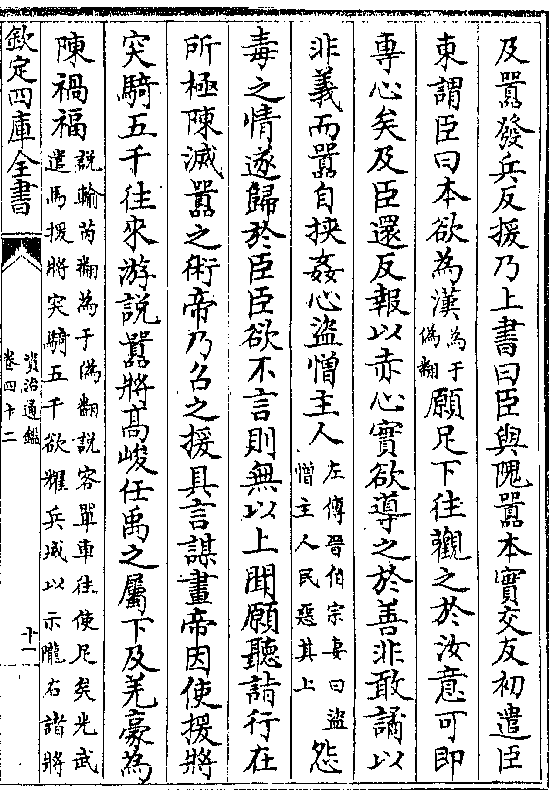 及囂發兵反援乃上書曰臣與隗囂本實交友初遣臣
東謂臣曰本欲為漢為于偽翻願足下往觀之於汝意可即
專心矣及臣還反報以赤心實欲導之於善非敢譎以
非義而囂自挾姦心盜憎主人左傳晉伯宗妻曰盜憎主人民惡其上怨
毒之情遂歸於臣臣欲不言則無以上聞願聽詣行在
所極陳滅囂之術帝乃召之援具言謀畫帝因使援將
突騎五千往來游說囂將高峻任禹之屬下及羌豪為
陳禍福說輸芮翻為于偽翻說客單車往使足矣光武遣馬援將突騎五千欲耀兵威以示隴右諸將
欽定四庫全書
資治通鑑
卷四十二
十一